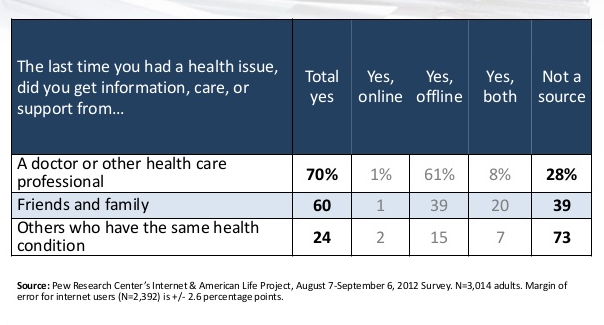 The last time you had a health issue,
did you get information, care, or
support from…
Total
yes
Yes,
online
Yes,
offline
Yes,
both
Not a
source
A doctor or other health care
professional
70% 1% 61% 8% 28%
Friends and family 60 1 39 20 39
Others who have the same health
condition
24 2 15 7 73
Source: Pew Research Center's Internet & American Life Project, August 7-September 6, 2012 Survey. N=3,014 adults. Margin of
error for internet users (N=2,392) is +/- 2.6 percentage points.